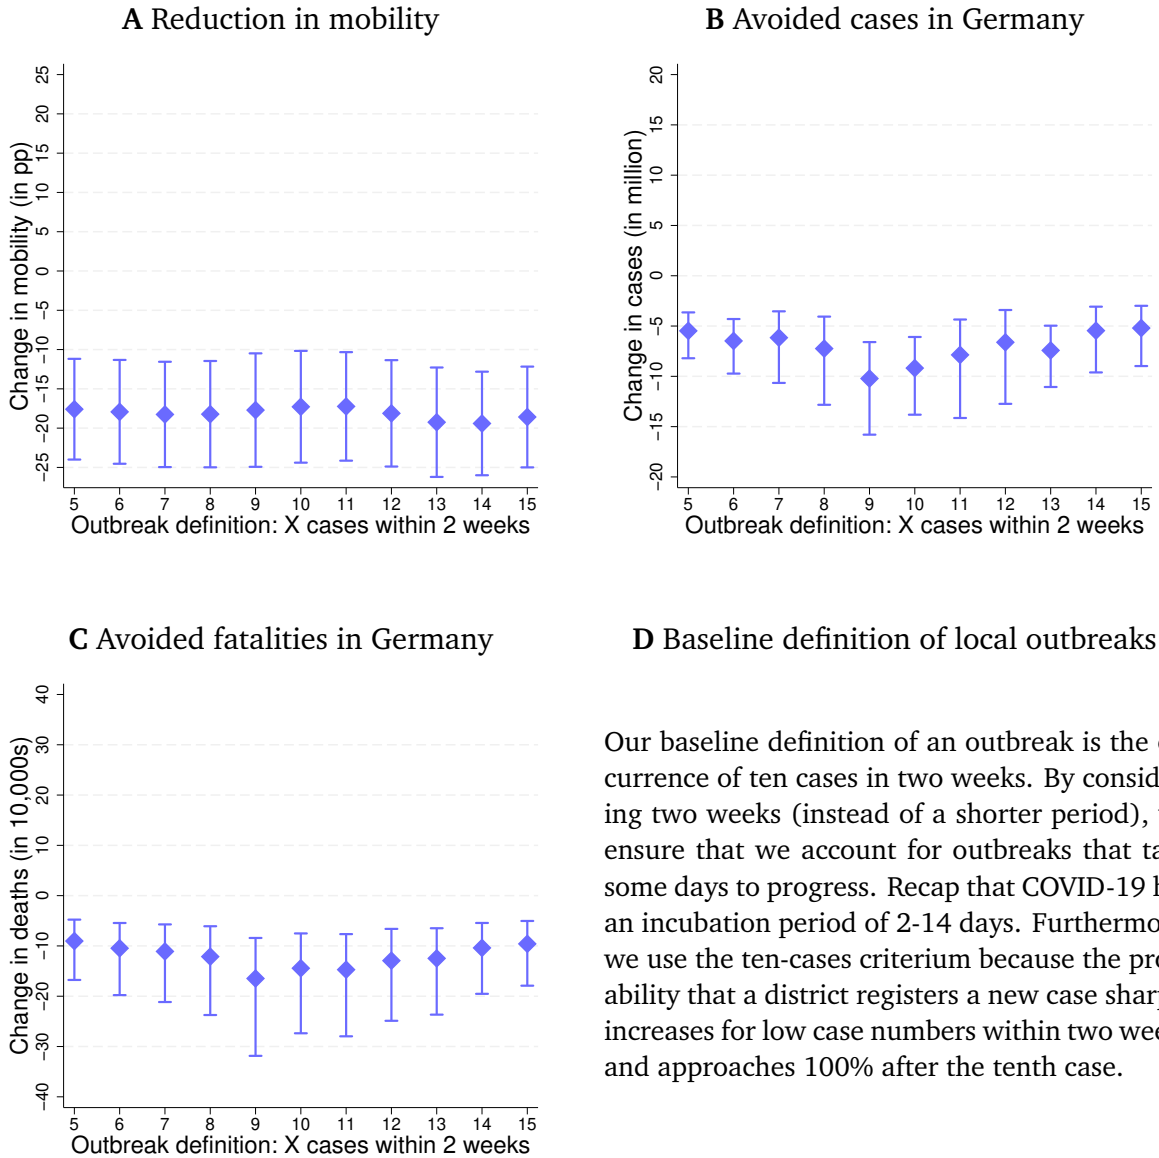 A Reduction in mobility
25
20
15
10
5
0
−5
−10
−15
−20
−25
Change in mobility (in pp)
5 6 7 8 9 10 11 12 13 14 15
Outbreak definition: X cases within 2 weeks
B Avoided cases in Germany
20
15
10
5
0
−5
−10
−15
−20
Change in cases (in million)
5 6 7 8 9 10 11 12 13 14 15
Outbreak definition: X cases within 2 weeks
C Avoided fatalities in Germany
40
30
20
10
0
−10
−20
−30
−40
Change in deaths (in 10,000s)
5 6 7 8 9 10 11 12 13 14 15
Outbreak definition: X cases within 2 weeks
D Baseline definition of local outbreaks
Our baseline definition of an outbreak is the
currence of ten cases in two weeks. By consid
ing two weeks (instead of a shorter period),
ensure that we account for outbreaks that ta
some days to progress. Recap that COVID-19
an incubation period of 2-14 days. Furthermo
we use the ten-cases criterium because the pro
ability that a district registers a new case sharp
increases for low case numbers within two wee
and approaches 100% after the tenth case.